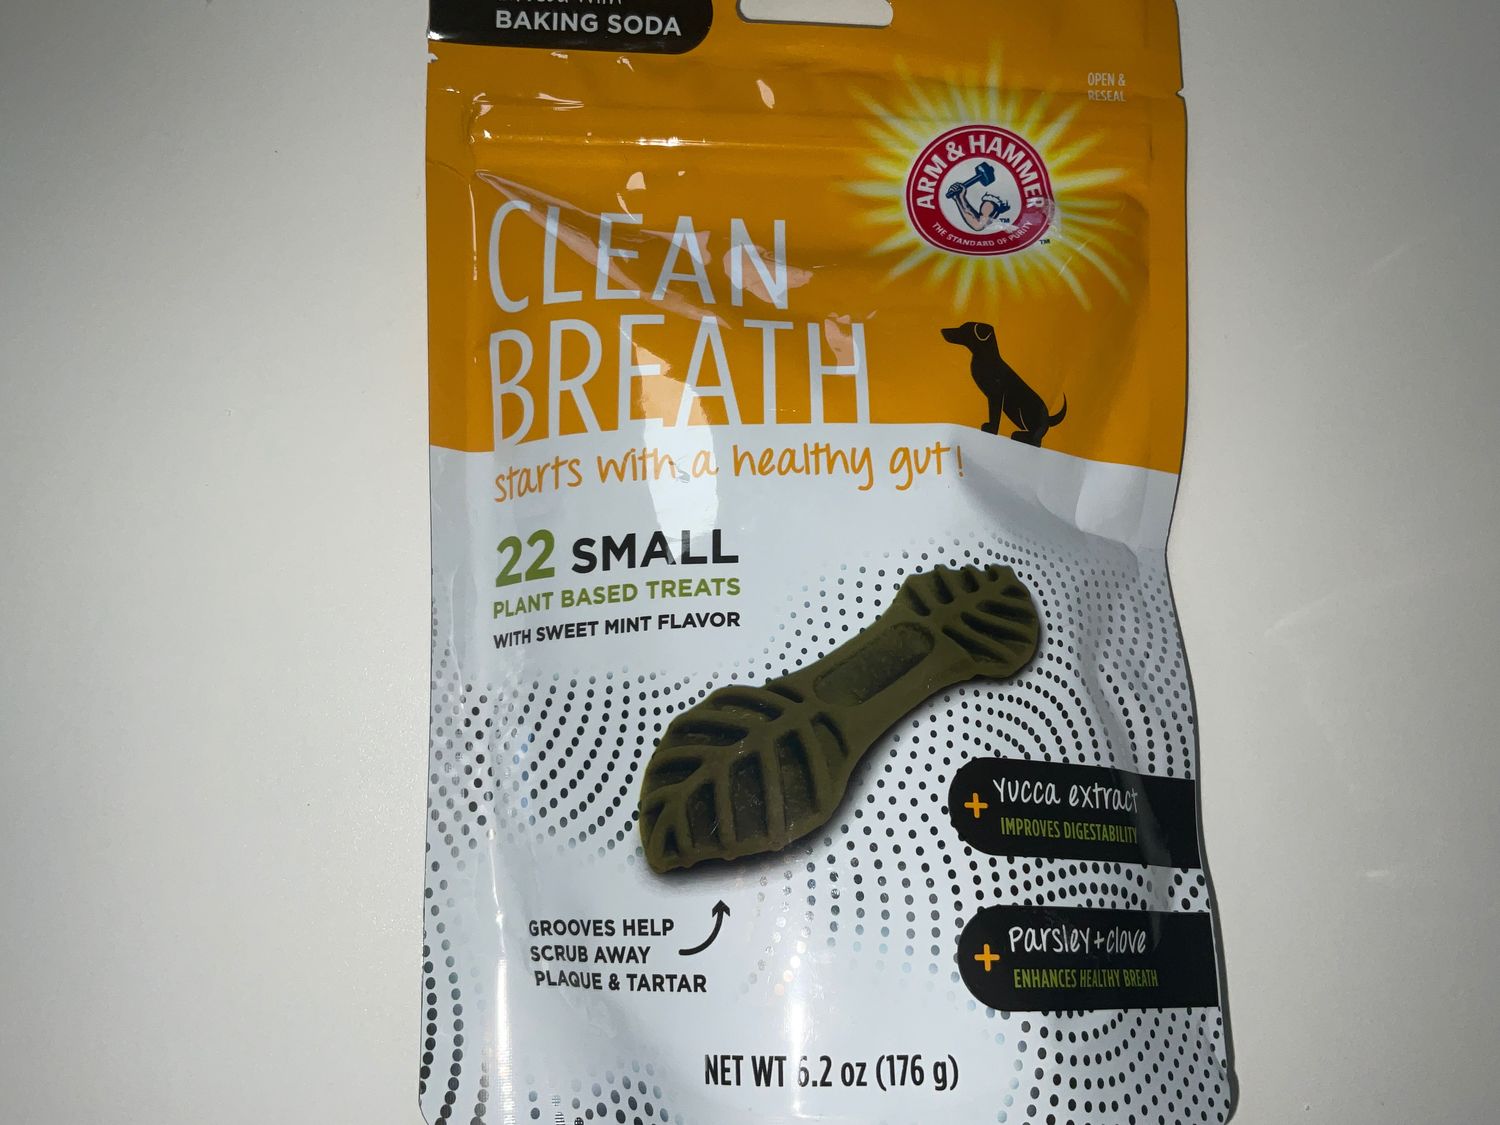 BAKING SODA
OPEN &
RESEAL
ARM & HAMMER
THE STANDARD OF PURITY
TM
TM
CLEAN
BREATH
starts with a healthy gut!
22 SMALL
PLANT BASED TREATS
WITH SWEET MINT FLAVOR
+ Yucca extract
IMPROVES DIGESTABILITY
GROOVES HELP
SCRUB AWAY
PLAQUE & TARTAR
+ Parsley+clove
ENHANCES HEALTHY BREATH
NET WT 6.2 oz (176 g)